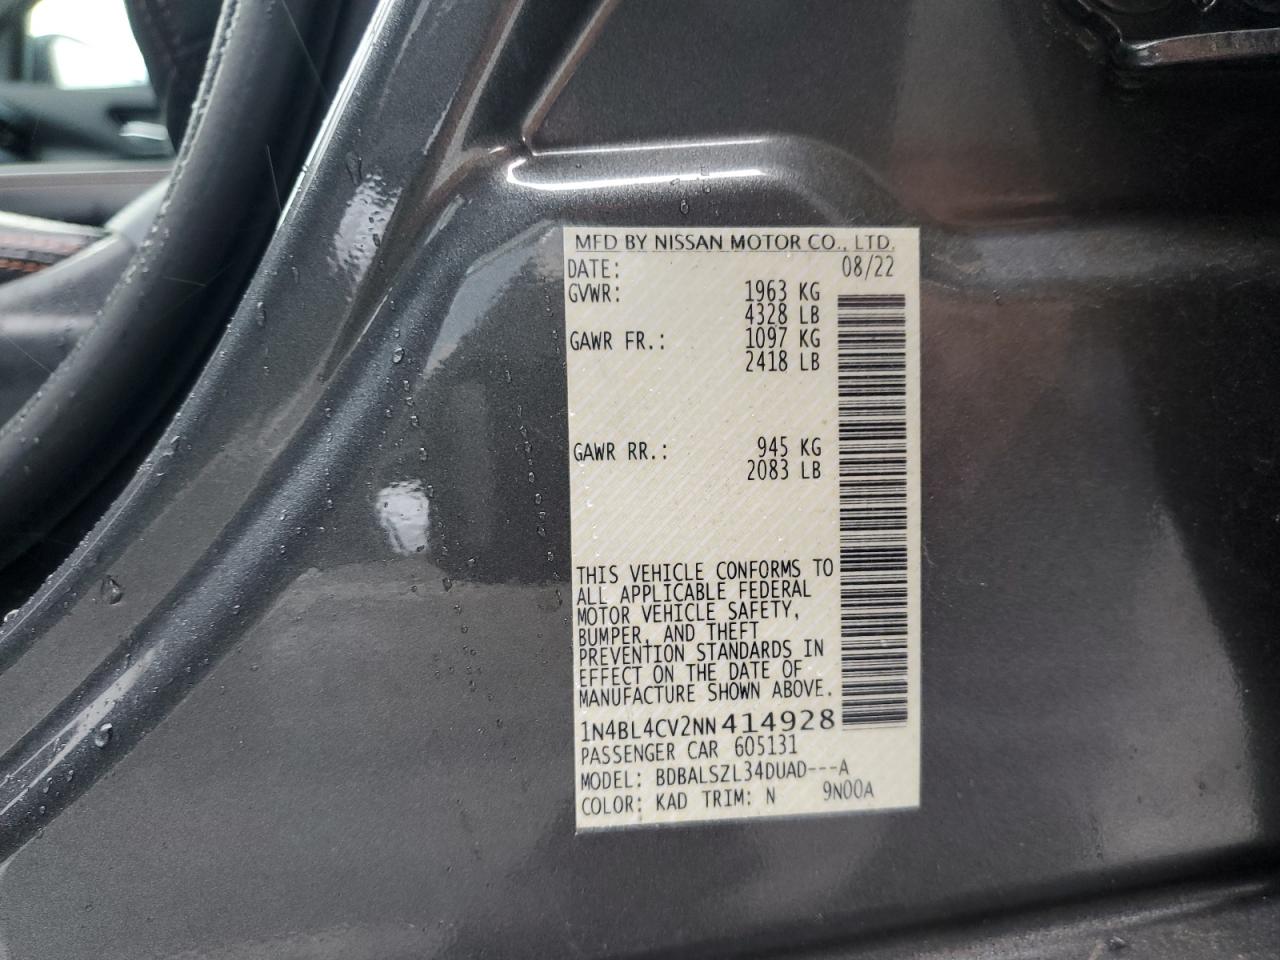 MFD BY NISSAN MOTOR CO., LTD.
DATE: 08/22
GVWR: 1963 KG
4328 LB
GAWR FR.: 1097 KG
2418 LB
GAWR RR.: 945 KG
2083 LB
THIS VEHICLE CONFORMS TO
ALL APPLICABLE FEDERAL
MOTOR VEHICLE SAFETY,
BUMPER, AND THEFT
PREVENTION STANDARDS IN
EFFECT ON THE DATE OF
MANUFACTURE SHOWN ABOVE.
1N4BL4CV2NN414928
PASSENGER CAR 605131
MODEL: BDBALSZL34DUAD---A
COLOR: KAD TRIM: N 9N00A